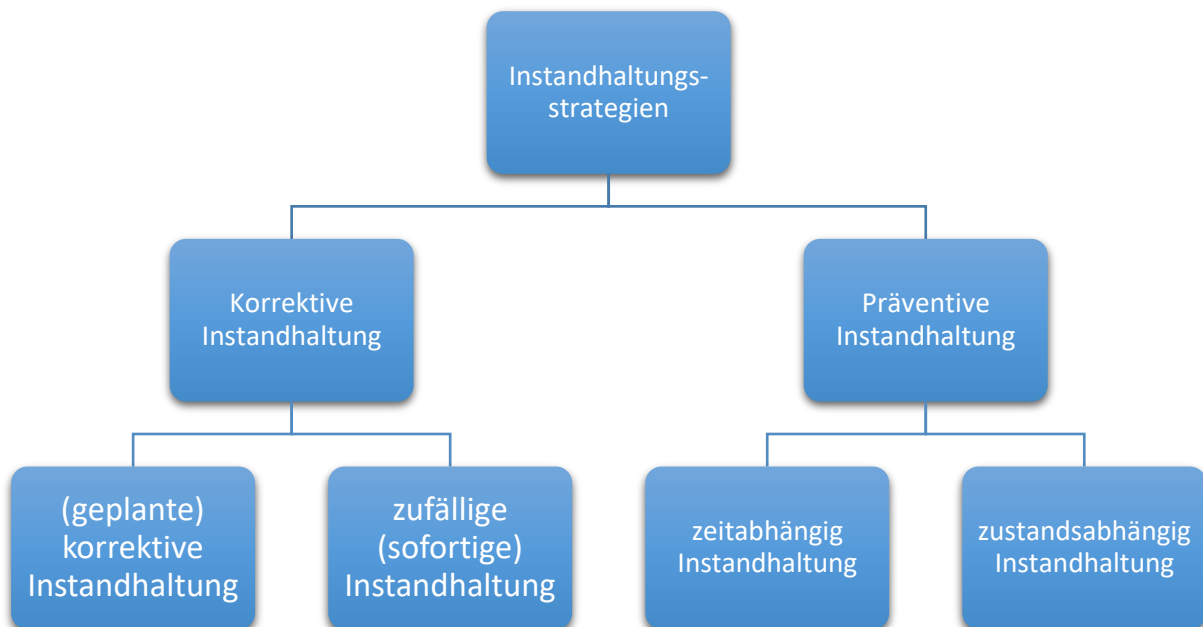 Instandhaltungs-
strategien
Korrektive
Instandhaltung
Präventive
Instandhaltung
(geplante)
korrektive
Instandhaltung
zufällige
(sofortige)
Instandhaltung
zeitabhängig
Instandhaltung
zustandsabhängig
Instandhaltung